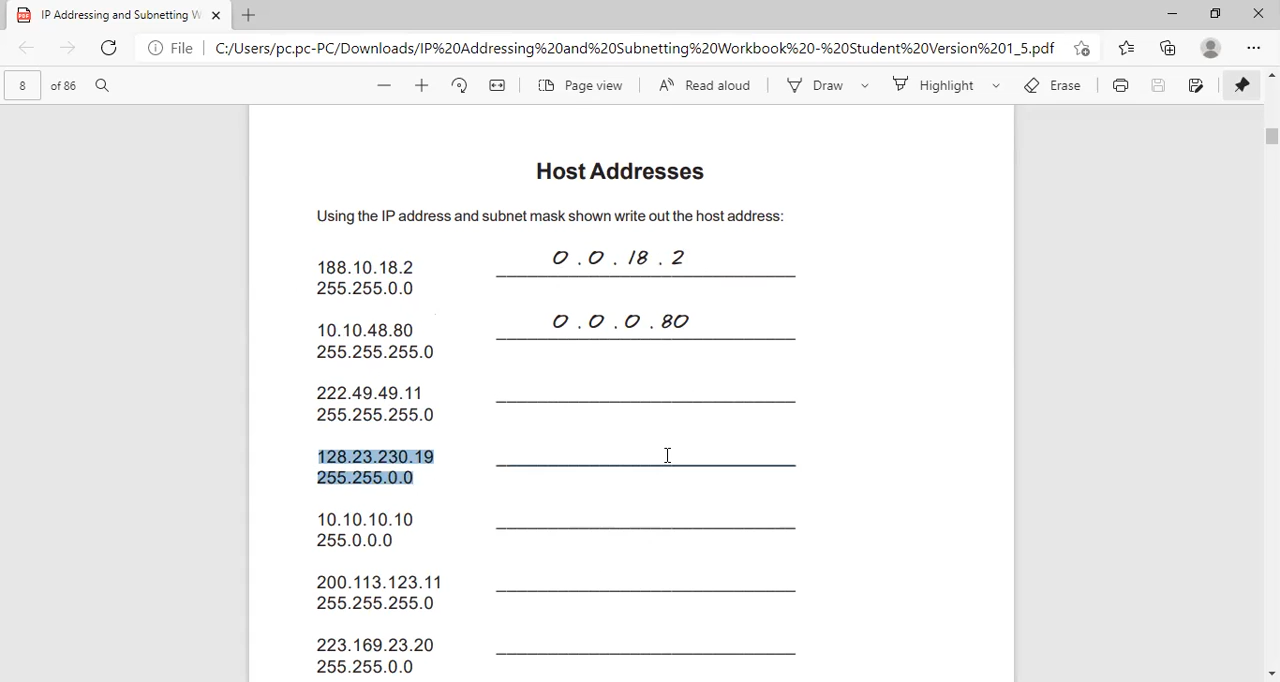 IP Addressing and Subnetting W
File C:/Users/pc.pc-PC/Downloads/IP%20Addressing%20and%20Subnetting%20Workbook%20-%20Student%20Version%201_5.pdf
8 of 86 Page view Read aloud Draw Highlight Erase
Host Addresses
Using the IP address and subnet mask shown write out the host address:
188.10.18.2 0 . 0 . 18 . 2
255.255.0.0
10.10.48.80 0 . 0 . 0 . 80
255.255.255.0
222.49.49.11
255.255.255.0
128.23.230.19
255.255.0.0
10.10.10.10
255.0.0.0
200.113.123.11
255.255.255.0
223.169.23.20
255.255.0.0